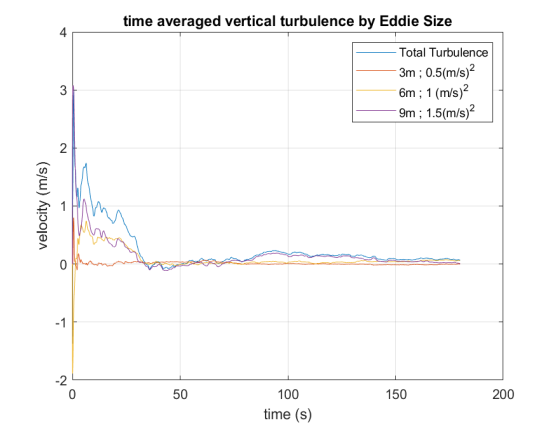 time averaged vertical turbulence by Eddie Size
4
3
2
1
0
-1
-2
velocity (m/s)
Total Turbulence
3m ; 0.5(m/s)²
6m ; 1 (m/s)²
9m ; 1.5(m/s)²
0 50 100 150 200
time (s)